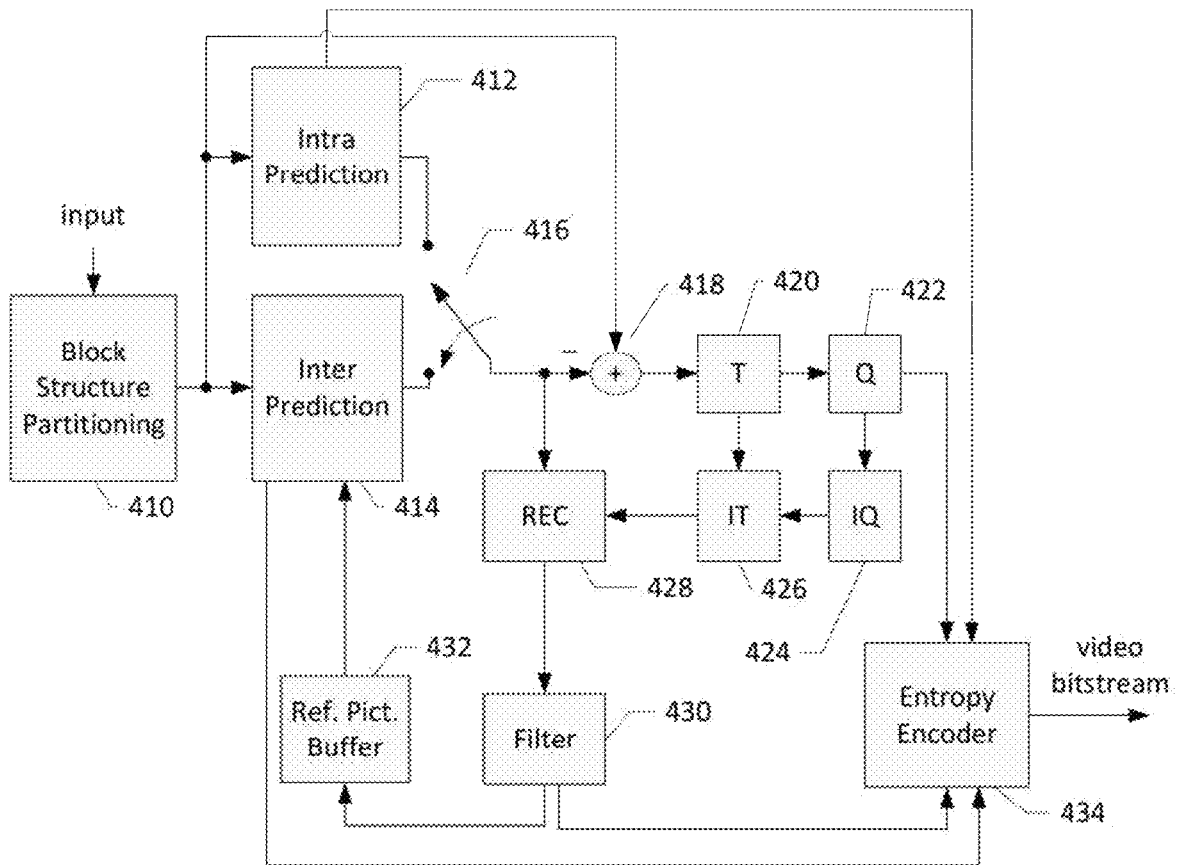 412
Intra
Prediction
input
416
418
420
422
Block
Structure
Partitioning
Inter
Prediction
–
+
T
Q
410
414
REC
IT
IQ
428
426
424
432
Ref. Pict.
Buffer
430
Filter
Entropy
Encoder
video
bitstream
434